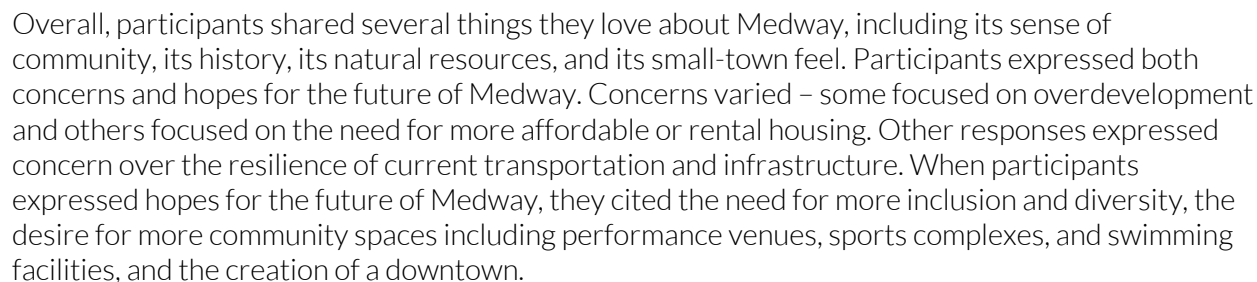 Overall, participants shared several things they love about Medway, including its sense of
community, its history, its natural resources, and its small-town feel. Participants expressed both
concerns and hopes for the future of Medway. Concerns varied – some focused on overdevelopment
and others focused on the need for more affordable or rental housing. Other responses expressed
concern over the resilience of current transportation and infrastructure. When participants
expressed hopes for the future of Medway, they cited the need for more inclusion and diversity, the
desire for more community spaces including performance venues, sports complexes, and swimming
facilities, and the creation of a downtown.